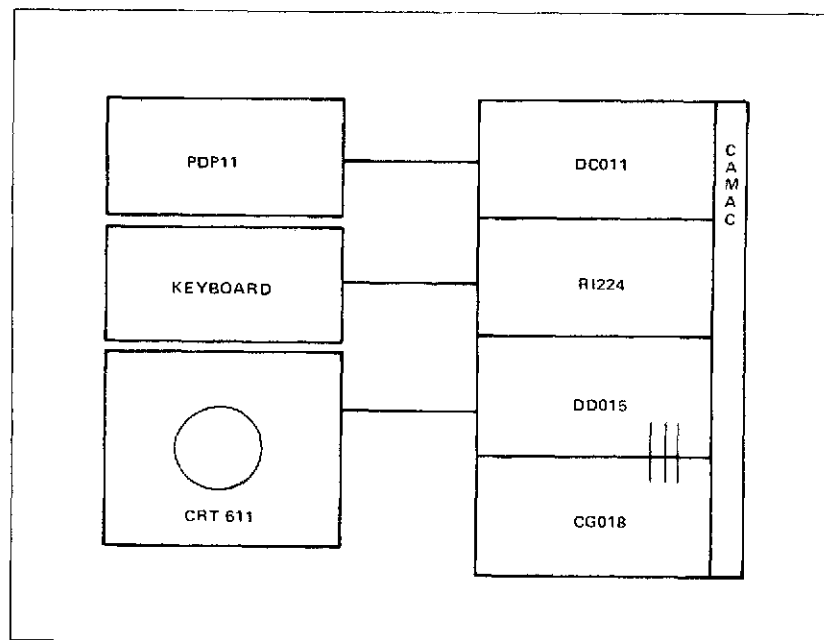 PDP11
KEYBOARD
CRT 611
DC011
RI224
DD015
CG018
CAMAC